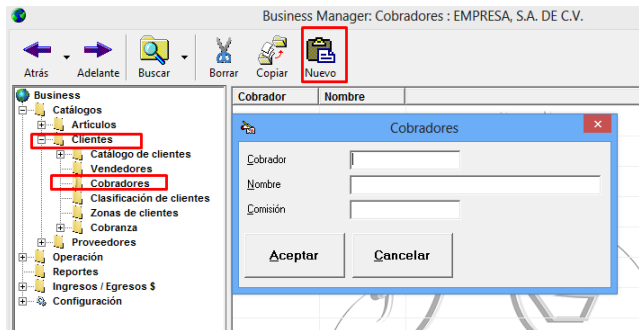 Business Manager: Cobradores : EMPRESA, S.A. DE C.V.
Atrás Adelante Buscar Borrar Copiar Nuevo
Business
Catálogos
Artículos
Clientes
Catálogo de clientes
Vendedores
Cobradores
Clasificación de clientes
Zonas de clientes
Cobranza
Proveedores
Operación
Reportes
Ingresos / Egresos $
Configuración
Cobrador Nombre
Cobradores
Cobrador
Nombre
Comisión
Aceptar Cancelar